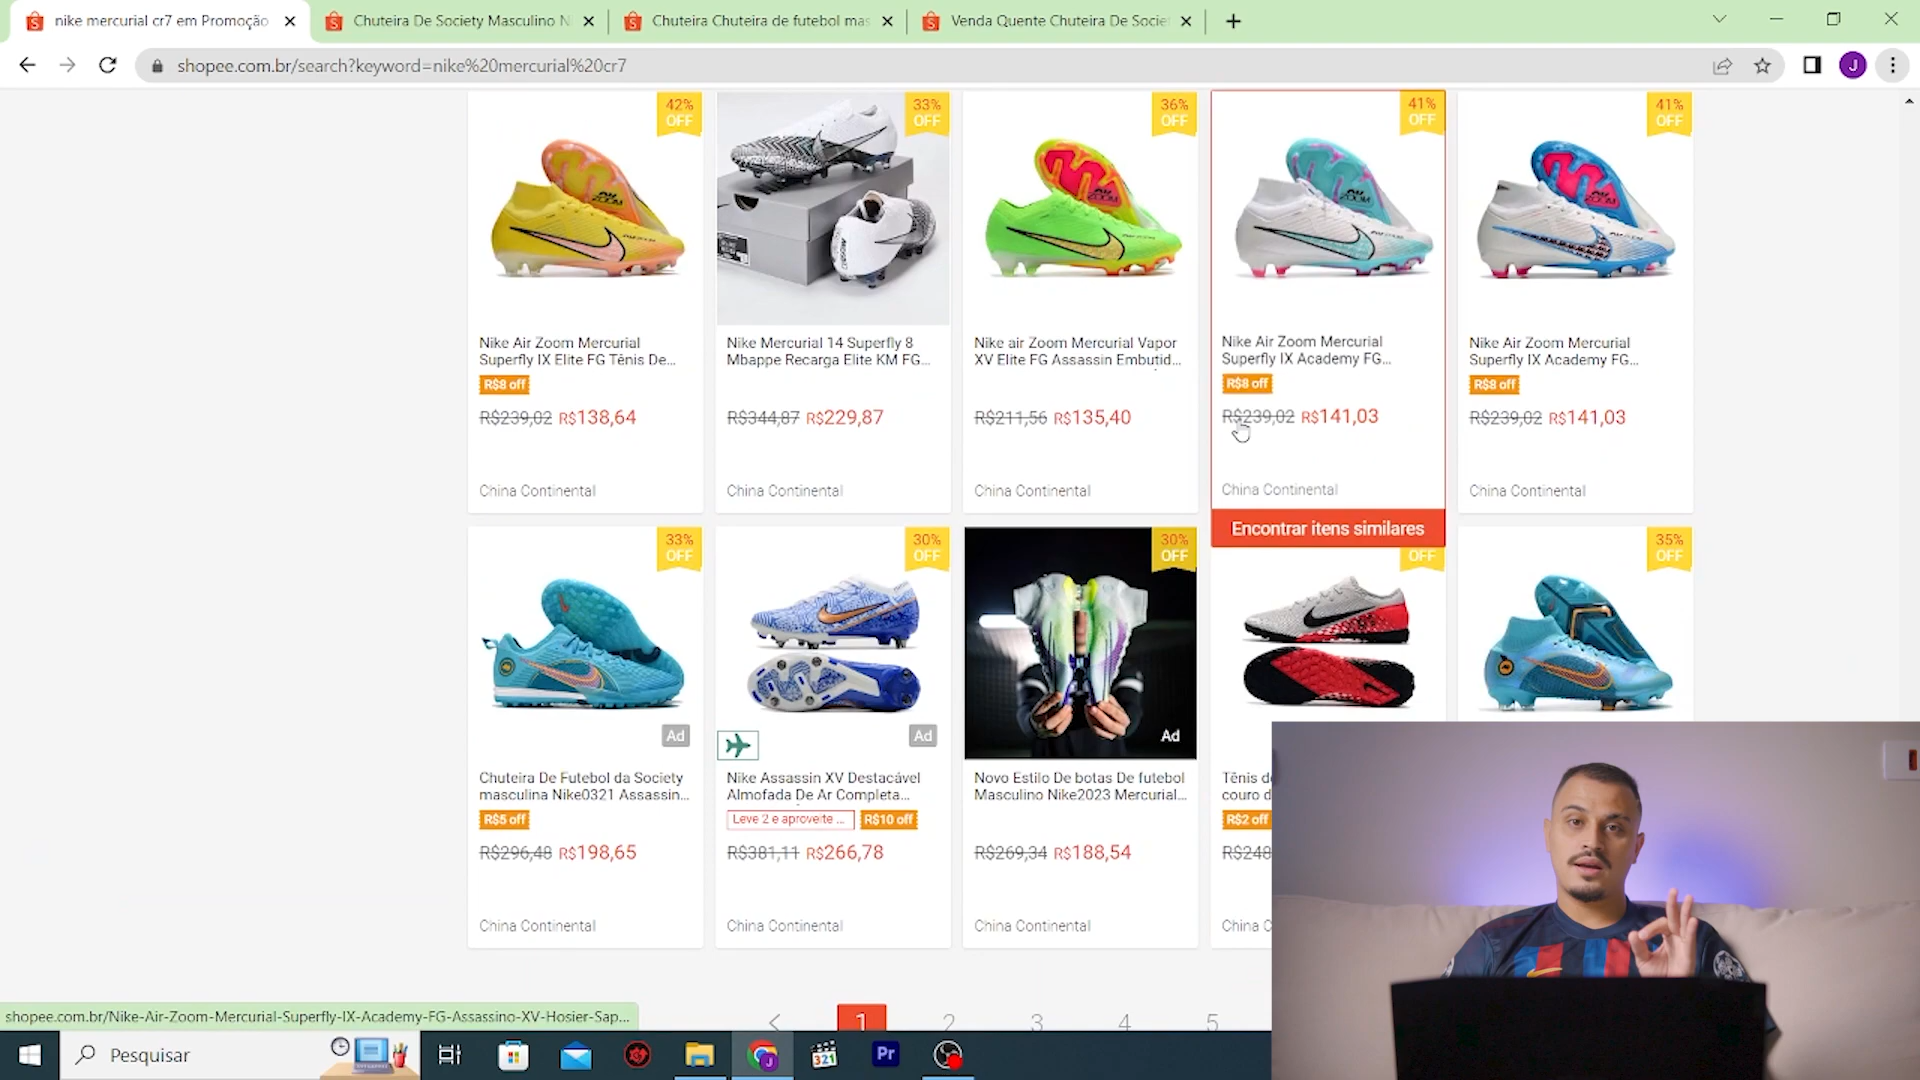 nike mercurial cr7 em Promoção
Chuteira De Society Masculino N
Chuteira Chuteira de futebol mas
Venda Quente Chuteira De Socie
shopee.com.br/search?keyword=nike%20mercurial%20cr7
J
42%
OFF
33%
OFF
36%
OFF
41%
OFF
41%
OFF
Nike Air Zoom Mercurial
Superfly IX Elite FG Tênis De...
R$8 off
R$239,02 R$138,64
China Continental
Nike Mercurial 14 Superfly 8
Mbappe Recarga Elite KM FG...
R$344,87 R$229,87
China Continental
Nike air Zoom Mercurial Vapor
XV Elite FG Assassin Embutid...
R$211,56 R$135,40
China Continental
Nike Air Zoom Mercurial
Superfly IX Academy FG...
R$8 off
R$239,02 R$141,03
China Continental
Encontrar itens similares
Nike Air Zoom Mercurial
Superfly IX Academy FG...
R$8 off
R$239,02 R$141,03
China Continental
33%
OFF
30%
OFF
30%
OFF
OFF
35%
OFF
Ad
Ad
Ad
Chuteira De Futebol da Society
masculina Nike0321 Assassin...
R$5 off
R$296,48 R$198,65
China Continental
Nike Assassin XV Destacável
Almofada De Ar Completa...
Leve 2 e aproveite ...
R$10 off
R$381,11 R$266,78
China Continental
Novo Estilo De botas De futebol
Masculino Nike2023 Mercurial...
R$269,34 R$188,54
China Continental
Tênis d
couro d
R$2 off
R$248
China C
1 2 3 4 5
shopee.com.br/Nike-Air-Zoom-Mercurial-Superfly-IX-Academy-FG-Assassino-XV-Hosier-Sap...
Pesquisar
321
Pr